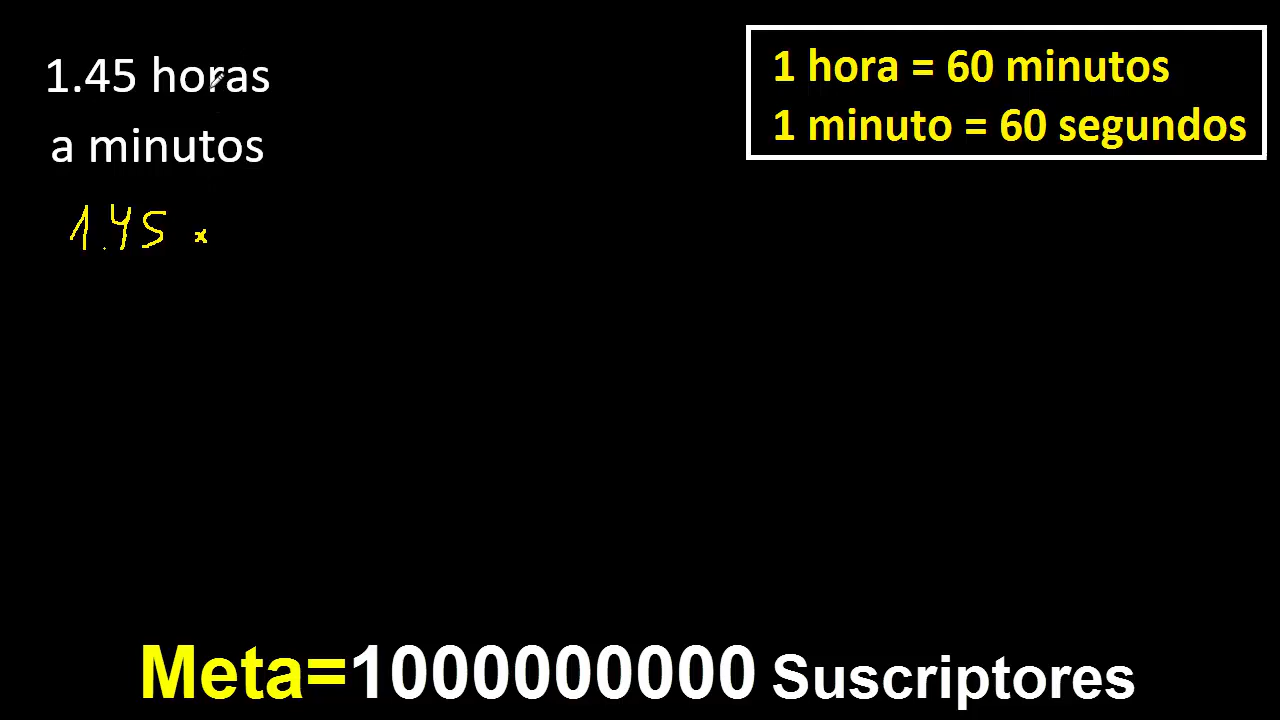 1.45 horas
a minutos
1.45 x
1 hora = 60 minutos
1 minuto = 60 segundos
Meta=1000000000 Suscriptores